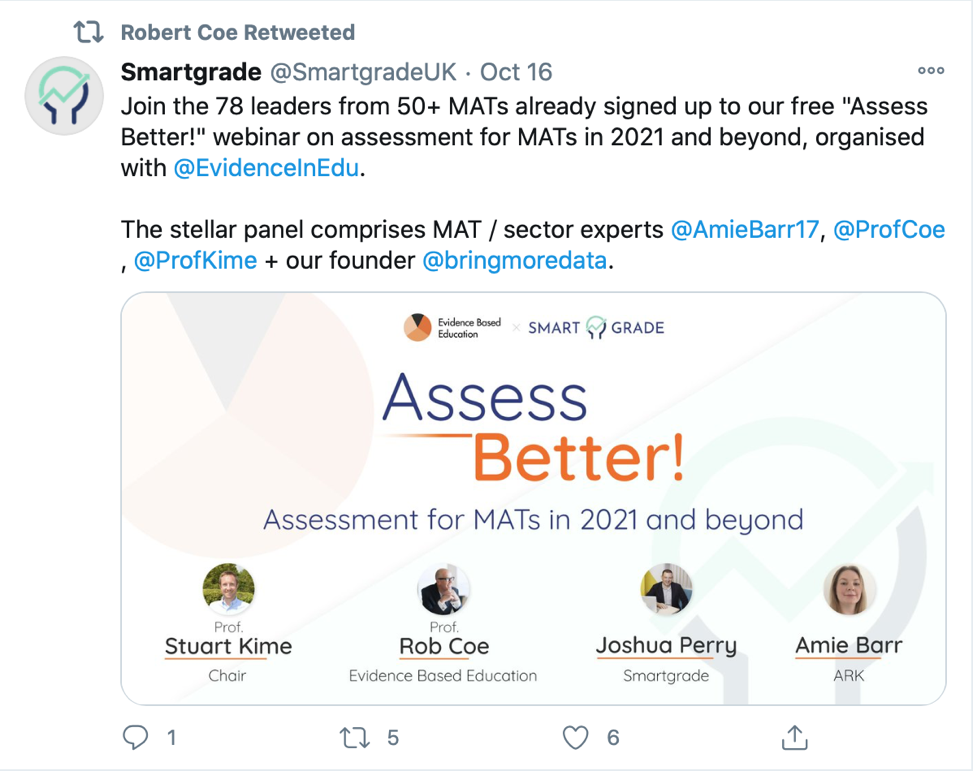 Robert Coe Retweeted
Smartgrade @SmartgradeUK · Oct 16
Join the 78 leaders from 50+ MATs already signed up to our free "Assess
Better!" webinar on assessment for MATs in 2021 and beyond, organised
with @EvidenceInEdu.
The stellar panel comprises MAT / sector experts @AmieBarr17, @ProfCoe
, @ProfKime + our founder @bringmoredata.
Evidence Based
Education
× SMART GRADE
Assess
Better!
Assessment for MATs in 2021 and beyond
Prof.
Stuart Kime
Chair
Prof.
Rob Coe
Evidence Based Education
Joshua Perry
Smartgrade
Amie Barr
ARK
1 5 6